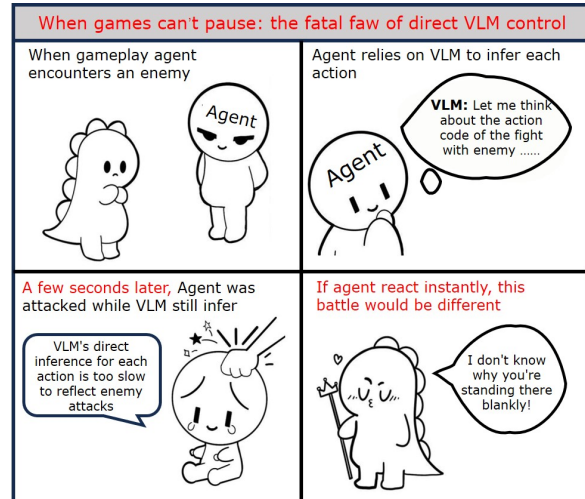 When games can't pause: the fatal faw of direct VLM control
When gameplay agent
encounters an enemy
Agent
Agent relies on VLM to infer each
action
VLM: Let me think
about the action
code of the fight
with enemy ......
Agent
A few seconds later, Agent was
attacked while VLM still infer
VLM's direct
inference for each
action is too slow
to reflect enemy
attacks
If agent react instantly, this
battle would be different
I don't know
why you're
standing there
blankly!